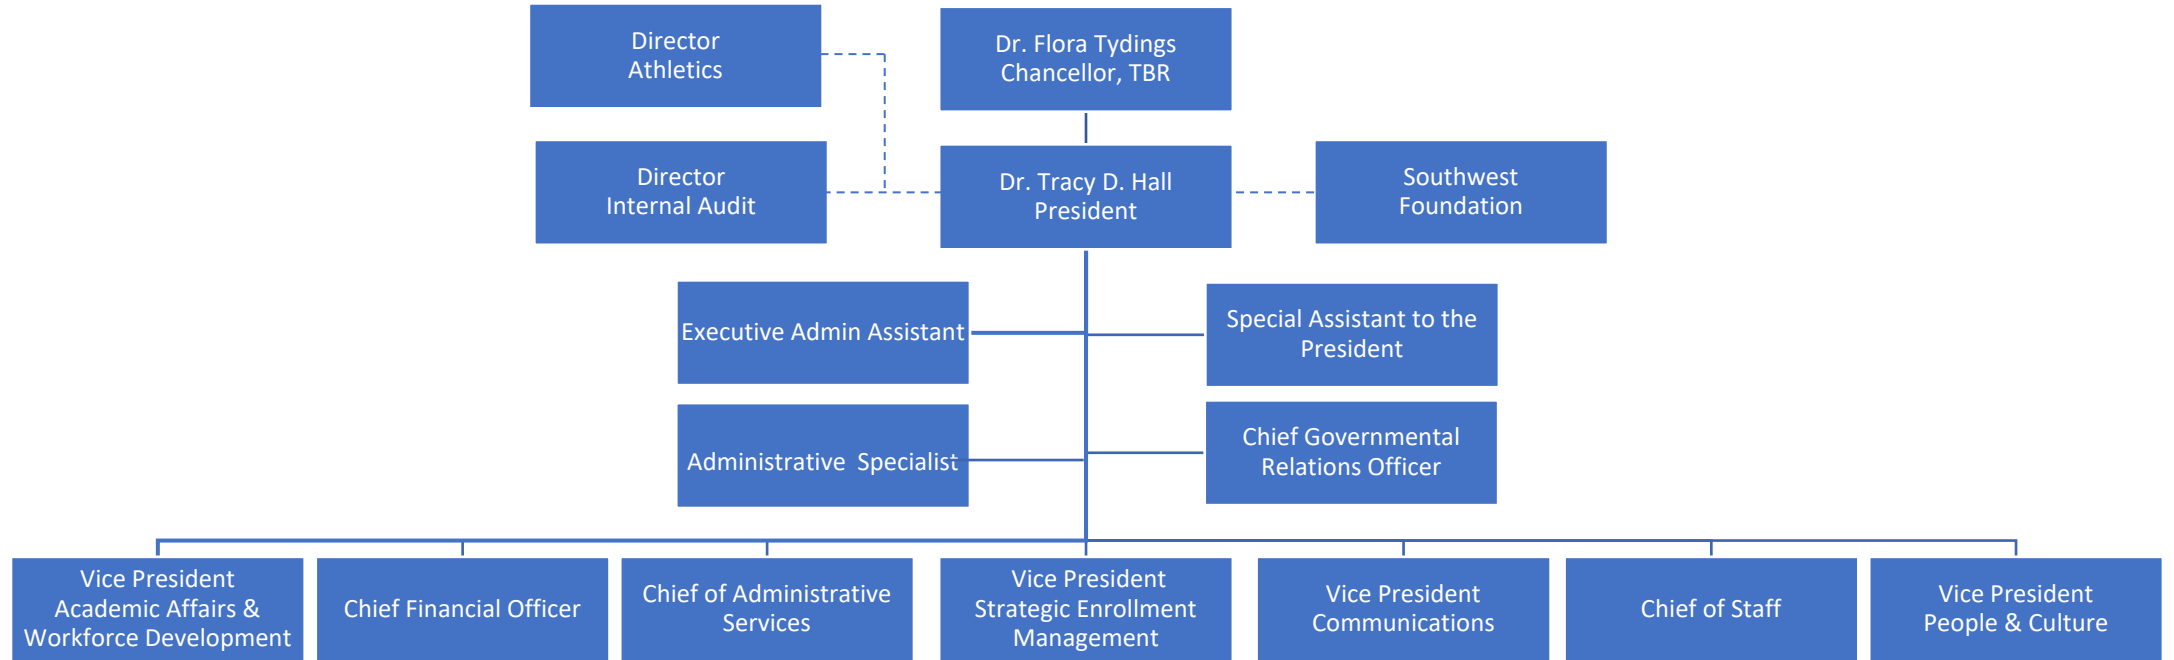 Director
Athletics
Dr. Flora Tydings
Chancellor, TBR
Director
Internal Audit
Dr. Tracy D. Hall
President
Southwest
Foundation
Executive Admin Assistant
Special Assistant to the
President
Administrative  Specialist
Chief Governmental
Relations Officer
Vice President
Academic Affairs &
Workforce Development
Chief Financial Officer
Chief of Administrative
Services
Vice President
Strategic Enrollment
Management
Vice President
Communications
Chief of Staff
Vice President
People & Culture